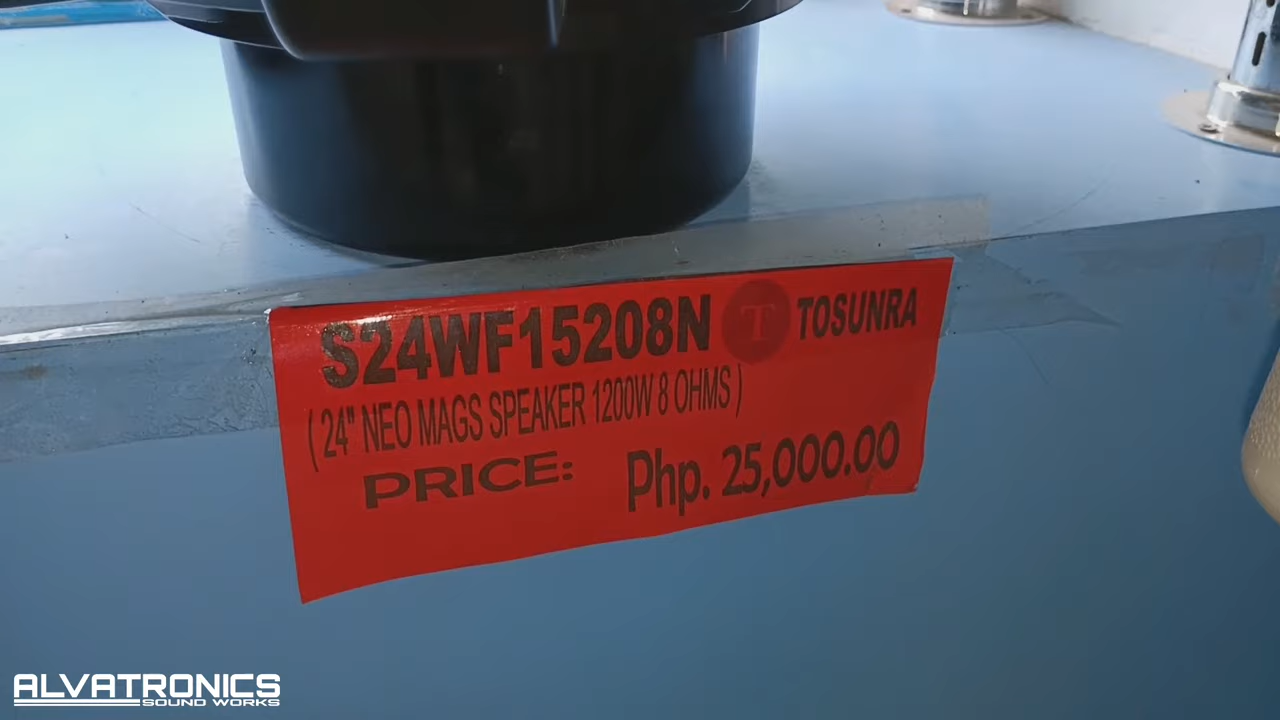 S24WF15208N T TOSUNRA
( 24" NEO MAGS SPEAKER 1200W 8 OHMS )
PRICE: Php. 25,000.00
ALVATRONICS
SOUND WORKS